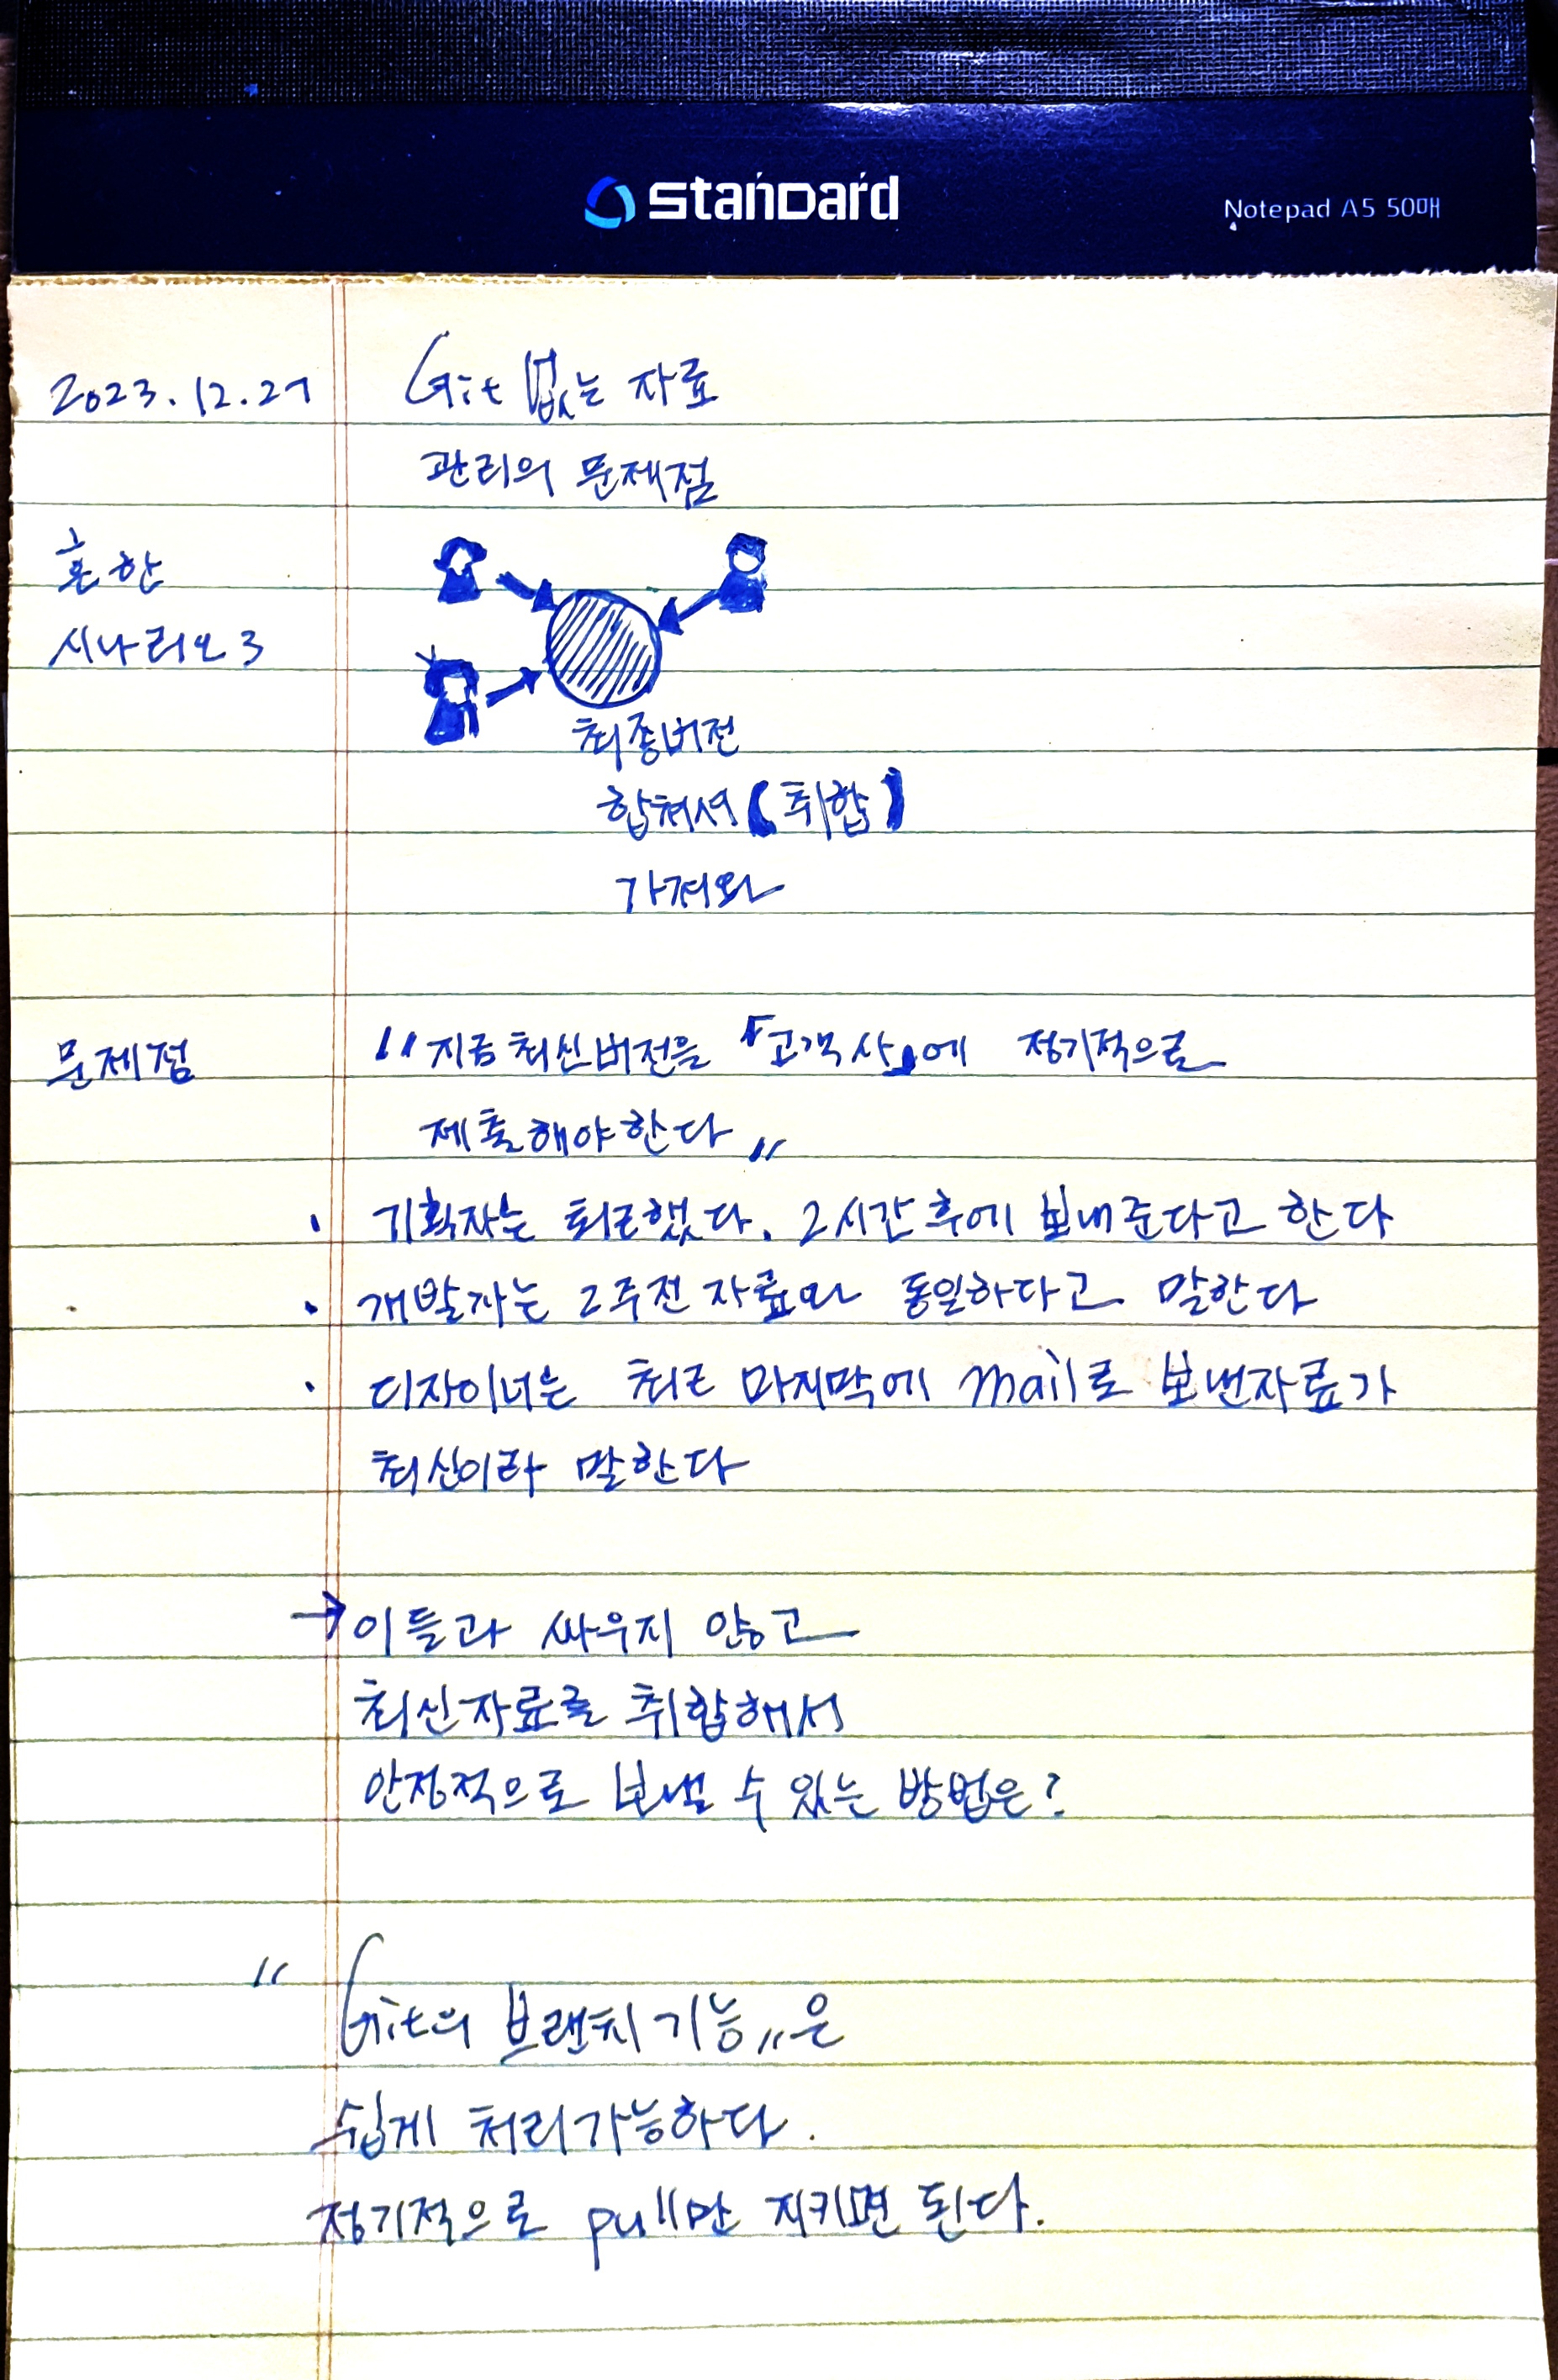 standard
Notepad A5 50매
2023.12.27
Git 없는 자료
관리의 문제점
흔한
시나리오 3
최종버전
합쳐서 (취합)
가져와
문제점
"지금 최신버전을 「고객사」에 정기적으로
제출해야한다"
· 기획자는 퇴근했다. 2시간 후에 보내준다고 한다
· 개발자는 2주전 자료와 동일하다고 말한다
· 디자이너는 최근 마지막에 mail로 보낸자료가
최신이라 말한다
→ 이들과 싸우지 않고
최신자료를 취합해서
안정적으로 보낼 수 있는 방법은?
"Git의 브랜치 기능"은
쉽게 처리가능하다.
정기적으로 pull만 지키면 된다.